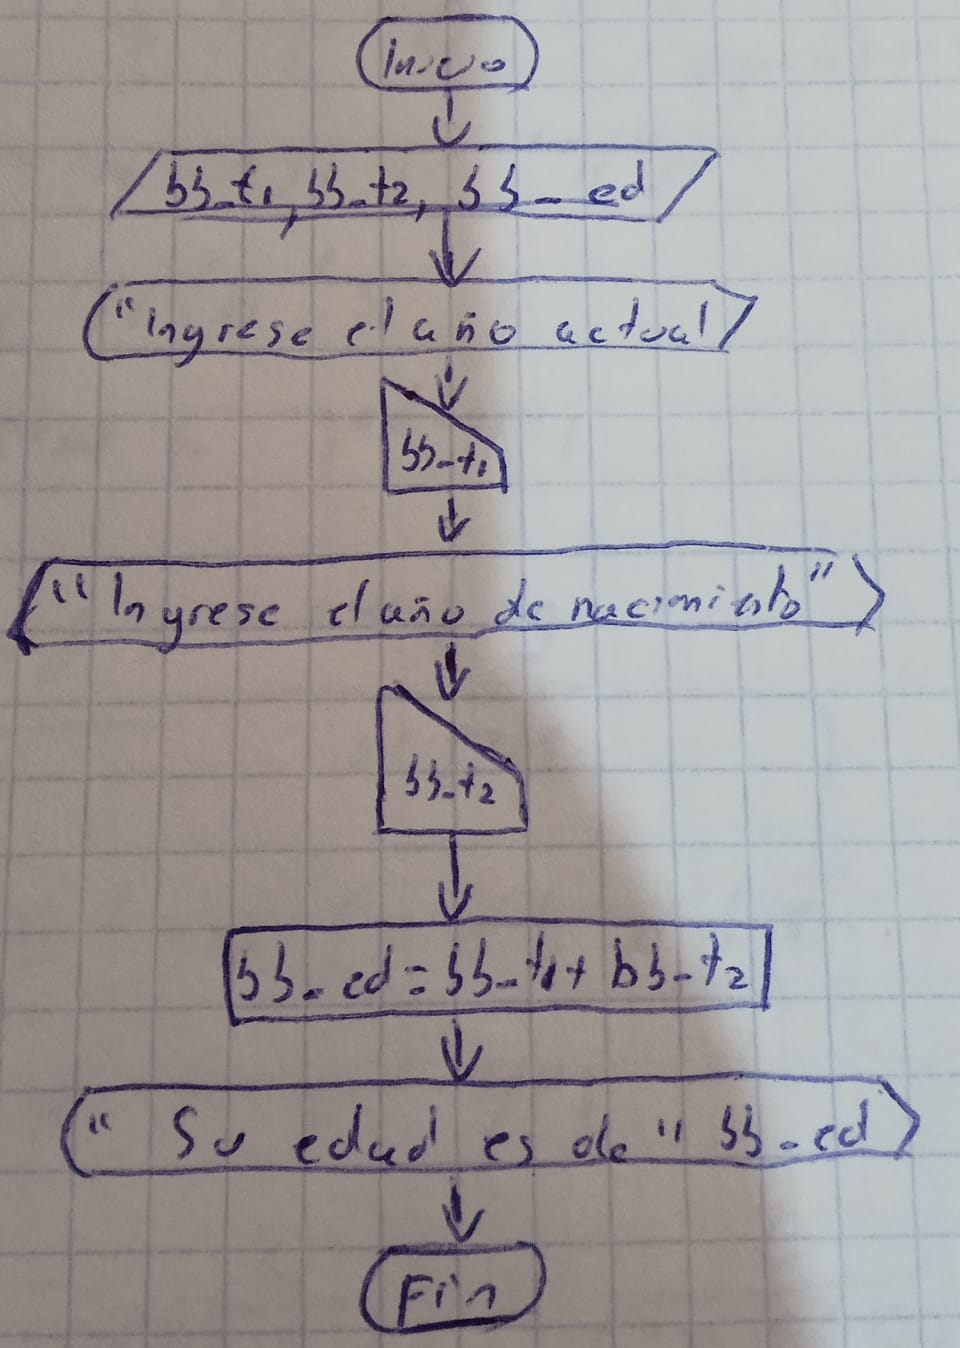 Inicio
bb_t1, bb_t2, bb_ed
"Ingrese el año actual
bb_t1
"Ingrese el año de nacimiento"
bb_t2
bb_ed = bb_t1 + bb_t2
" Su edad es de " bb_ed
Fin